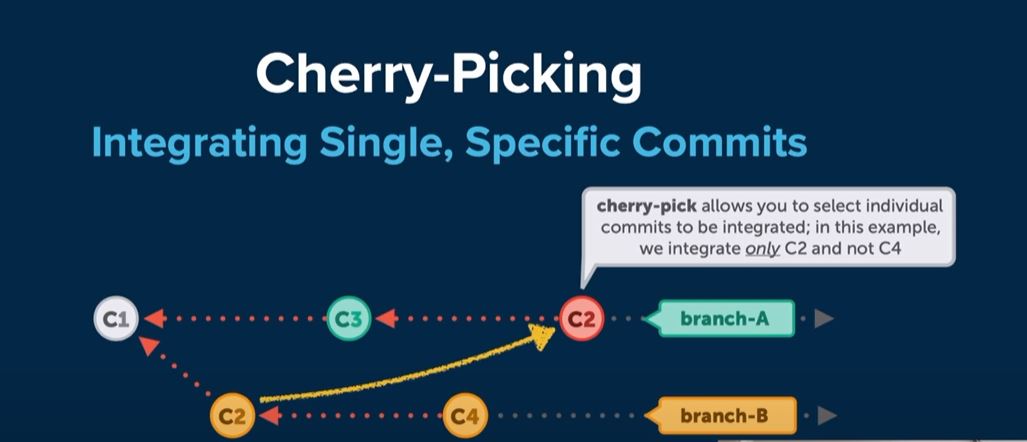 Cherry-Picking
Integrating Single, Specific Commits
cherry-pick allows you to select individual
commits to be integrated; in this example,
we integrate only C2 and not C4
C1
C3
C2
branch-A
C2
C4
branch-B